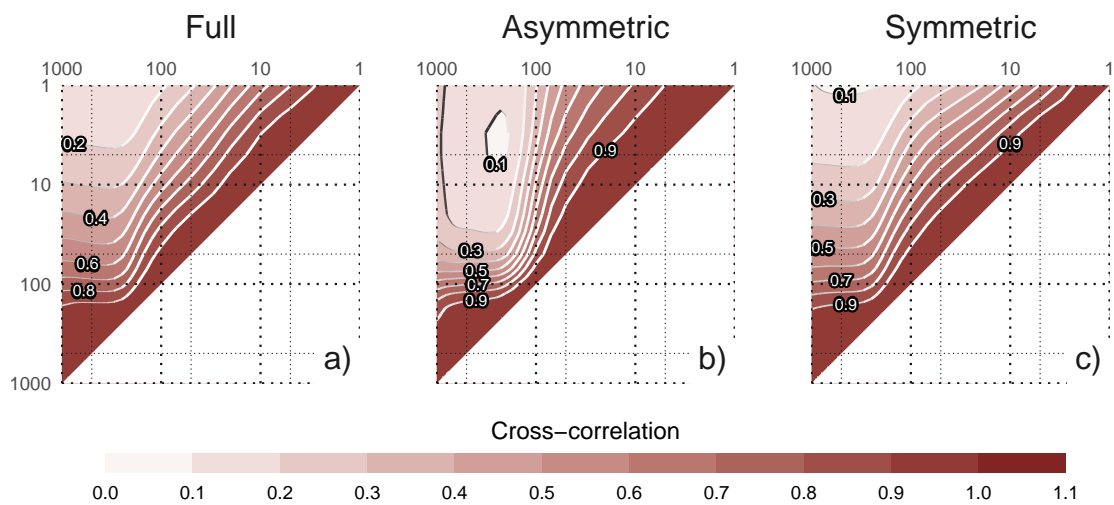 Full Asymmetric Symmetric
1000 100 10 1 1000 100 10 1 1000 100 10 1
1
0.1
0.2 0.1 0.9 0.9
10
0.3
0.4
0.3 0.5
0.6 0.5
0.8 0.7 0.7
100
0.9 0.9
a) b) c)
1000
Cross−correlation
0.0 0.1 0.2 0.3 0.4 0.5 0.6 0.7 0.8 0.9 1.0 1.1